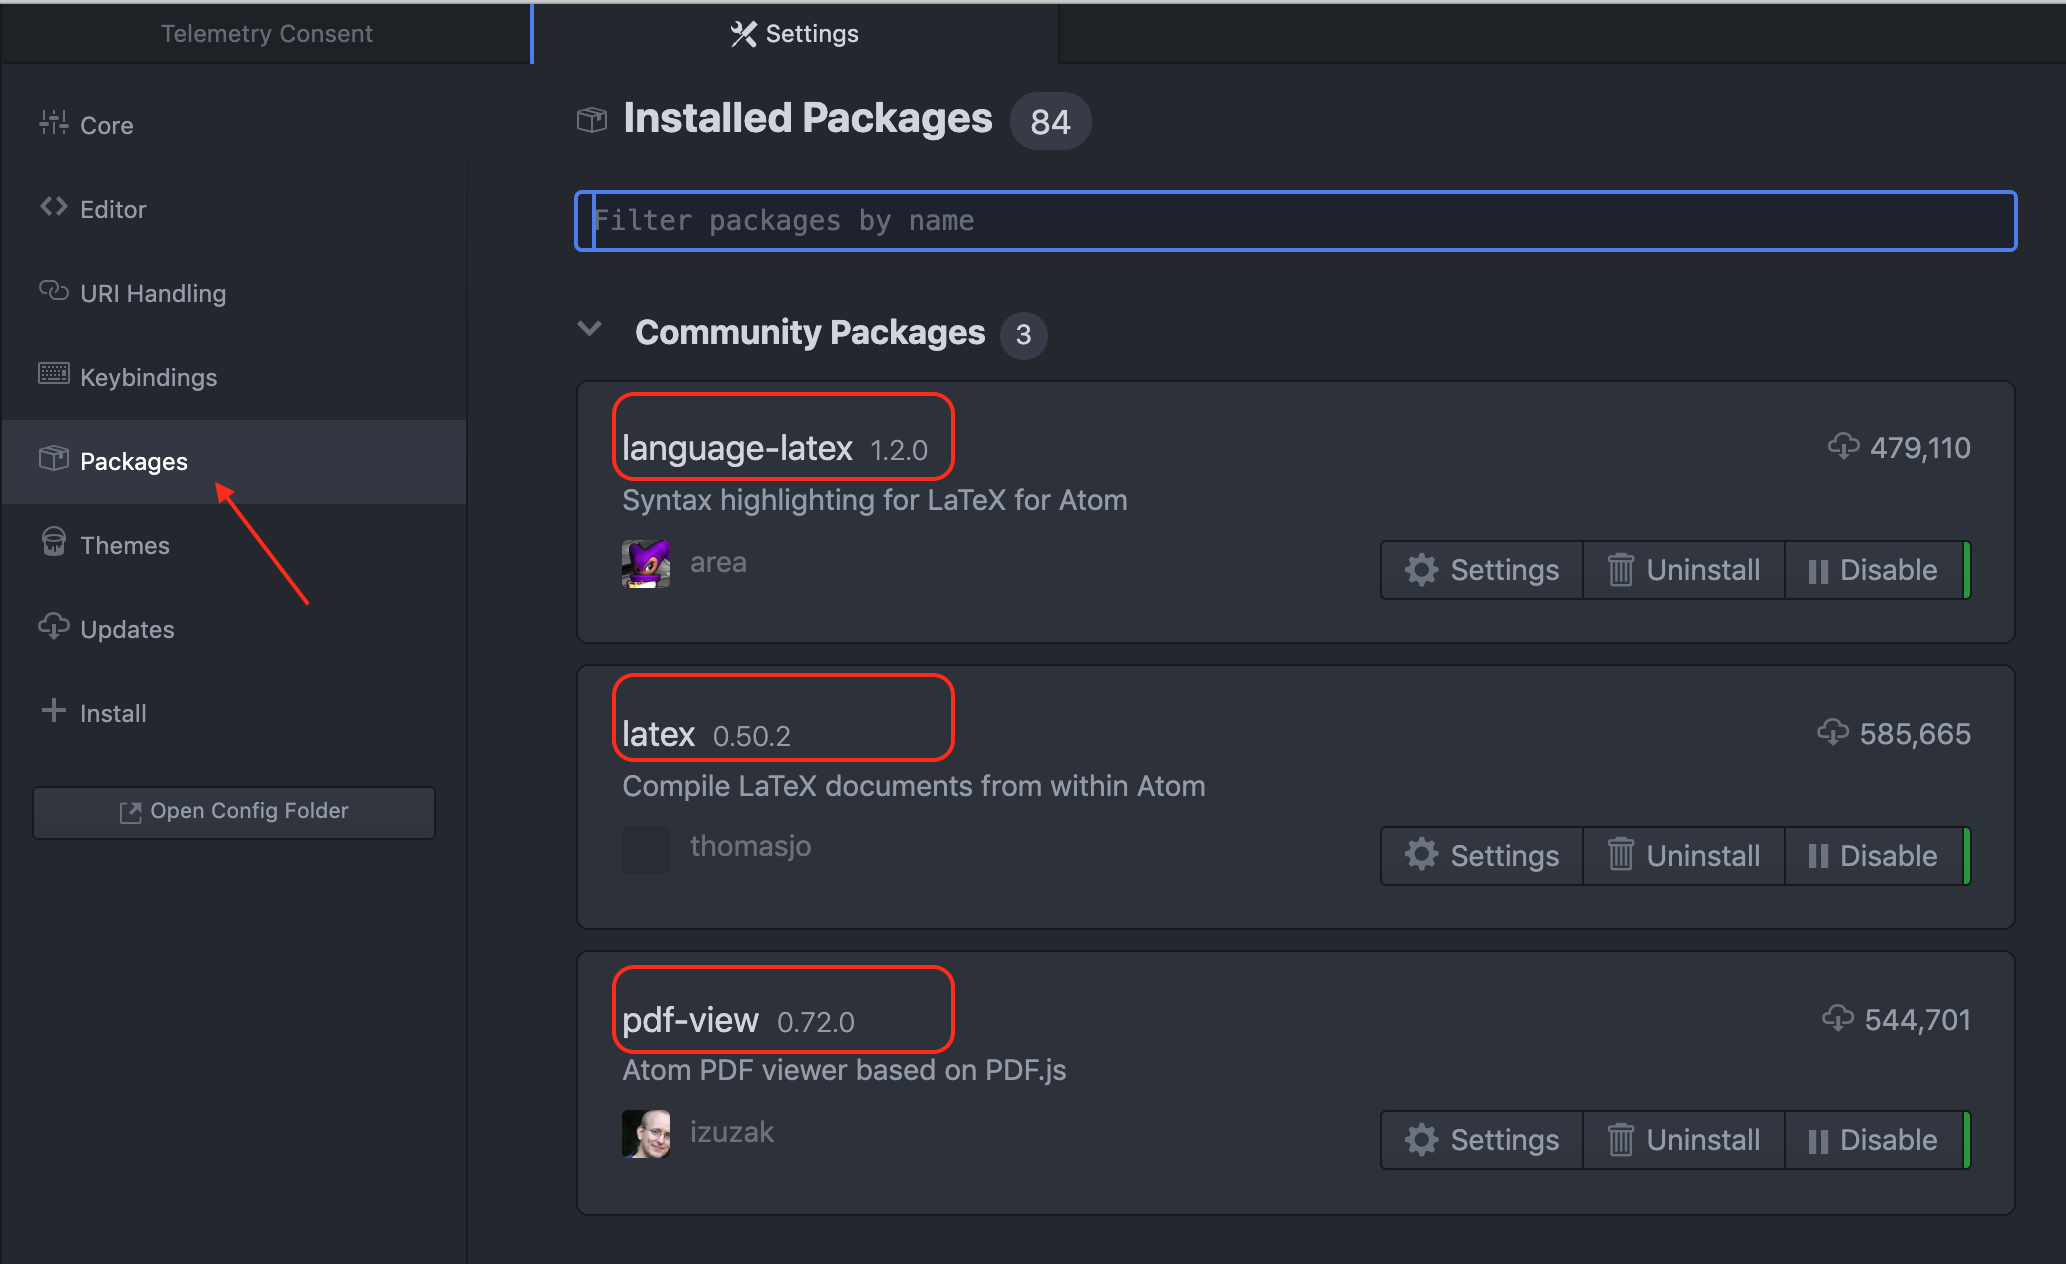 Telemetry Consent
Settings
Core
Editor
URI Handling
Keybindings
Packages
Themes
Updates
Install
Open Config Folder
Installed Packages 84
Filter packages by name
Community Packages 3
language-latex 1.2.0
479,110
Syntax highlighting for LaTeX for Atom
area
Settings Uninstall Disable
latex 0.50.2
585,665
Compile LaTeX documents from within Atom
thomasjo
Settings Uninstall Disable
pdf-view 0.72.0
544,701
Atom PDF viewer based on PDF.js
izuzak
Settings Uninstall Disable